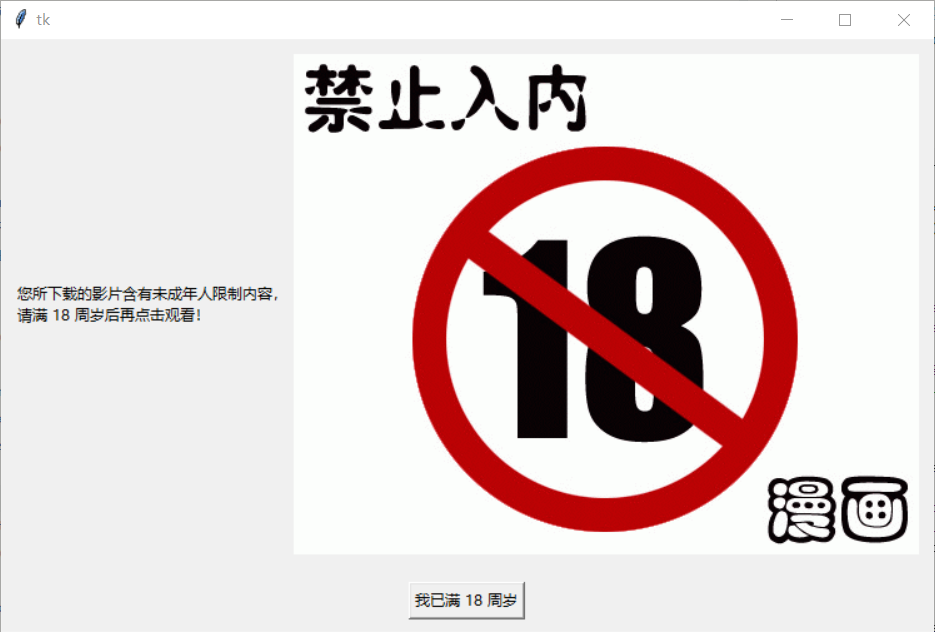 tk
禁止入内
18
您所下载的影片含有未成年人限制内容，
请满 18 周岁后再点击观看！
漫画
我已满 18 周岁